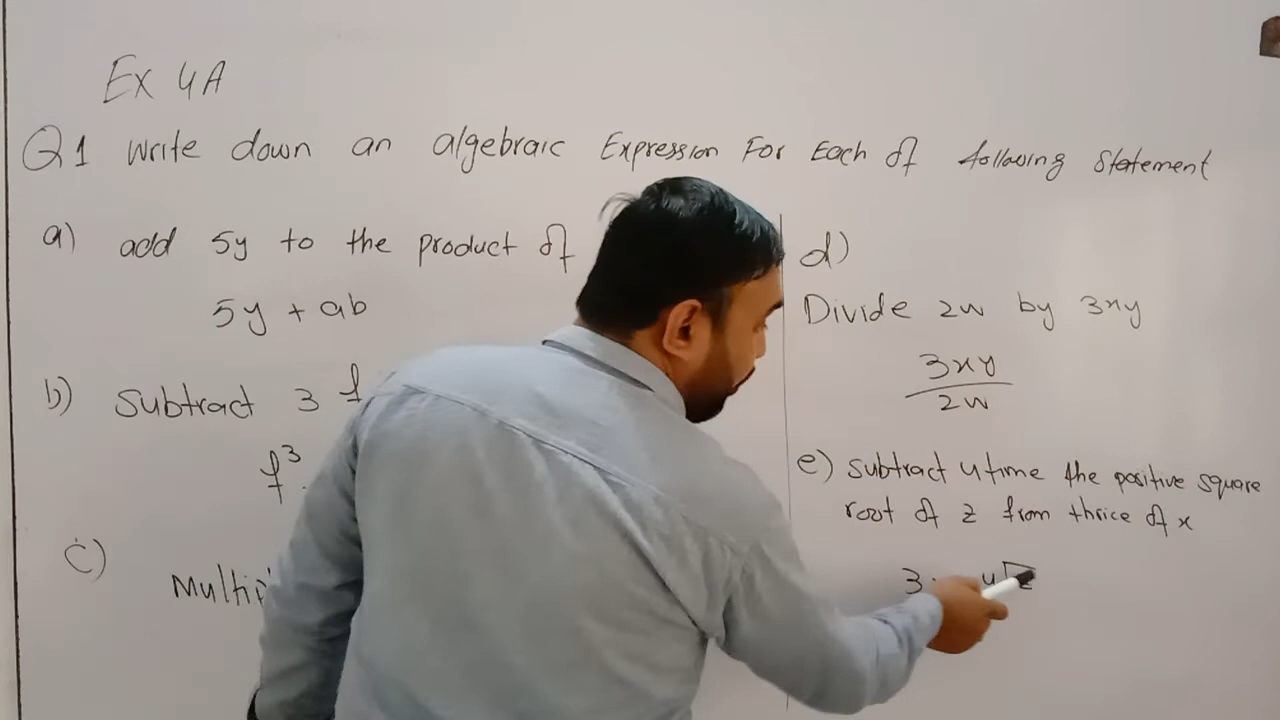 Ex 4A
Q1 Write down an algebraic Expression For Each of following Statement
a) add 5y to the product of
5y + ab
b) Subtract 3 f
f³
c)
d)
Divide 2w by 3xy
3xy
2w
e) Subtract 4 time the positive square
root of z from thrice of x
3 4√z